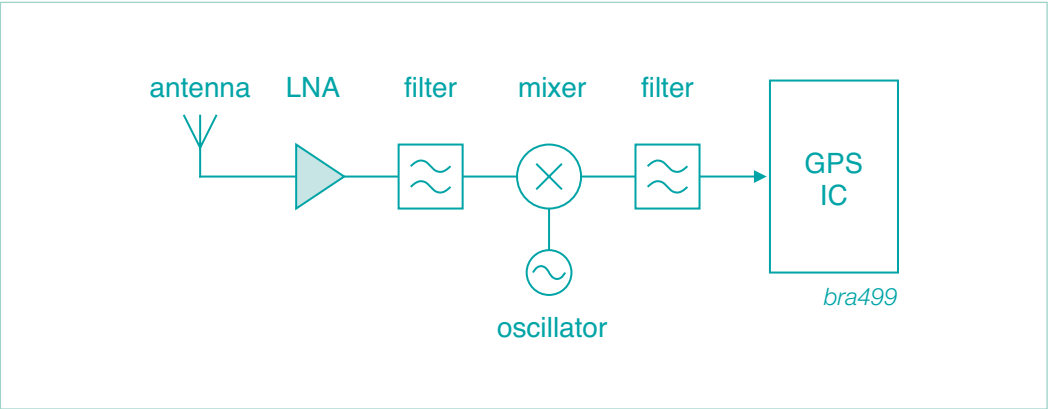 antenna
LNA
filter
mixer
filter
GPS
IC
bra499
oscillator